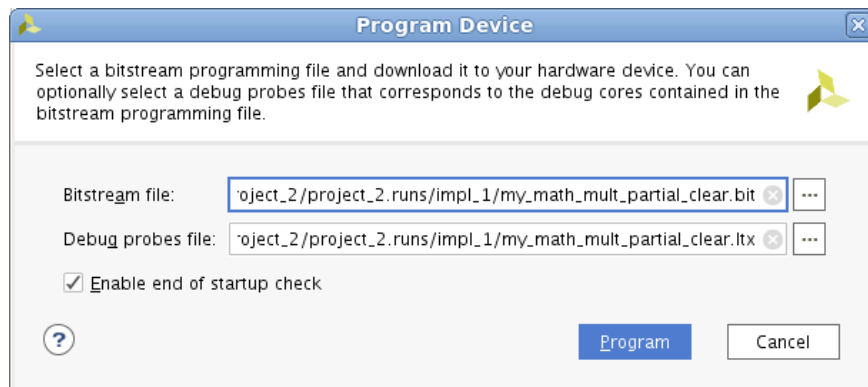 Program Device
Select a bitstream programming file and download it to your hardware device. You can
optionally select a debug probes file that corresponds to the debug cores contained in the
bitstream programming file.
Bitstream file: roject_2/project_2.runs/impl_1/my_math_mult_partial_clear.bit ...
Debug probes file: roject_2/project_2.runs/impl_1/my_math_mult_partial_clear.ltx ...
Enable end of startup check
? Program Cancel